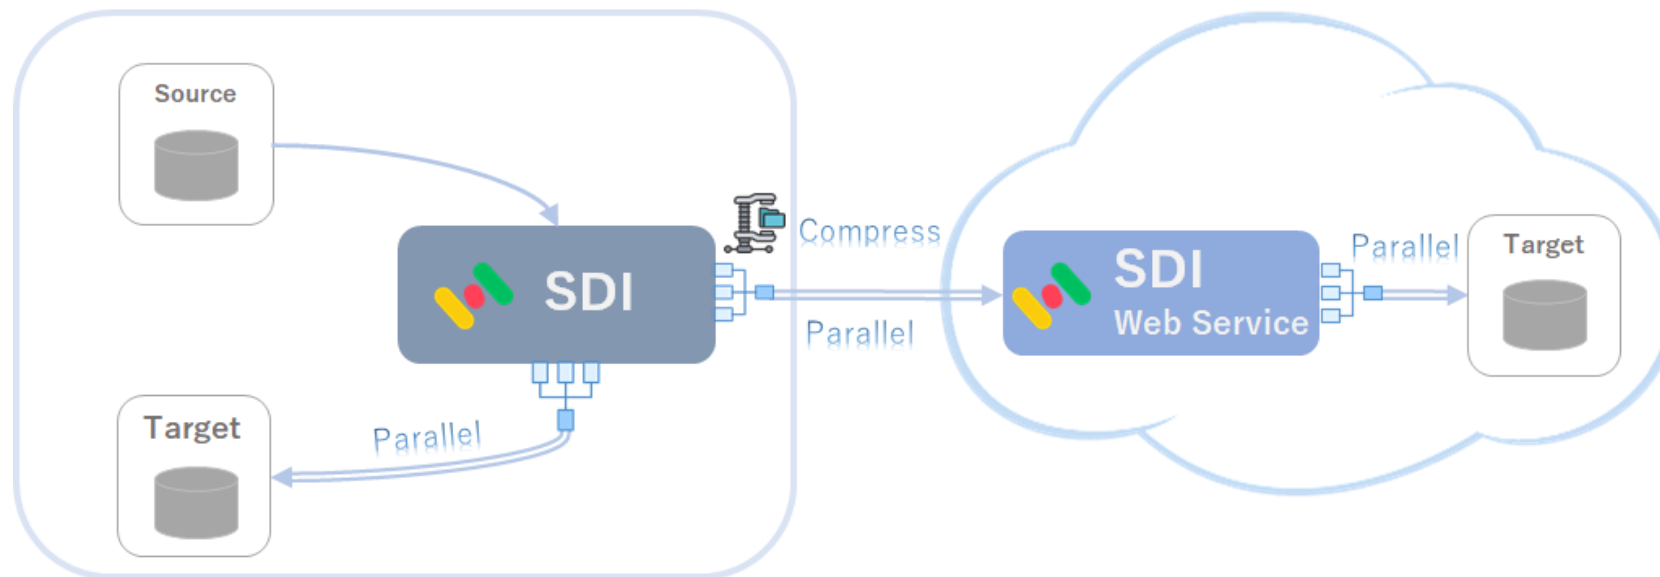 Source
SDI
Compress
Parallel
Target
Parallel
SDI
Web Service
Parallel
Target